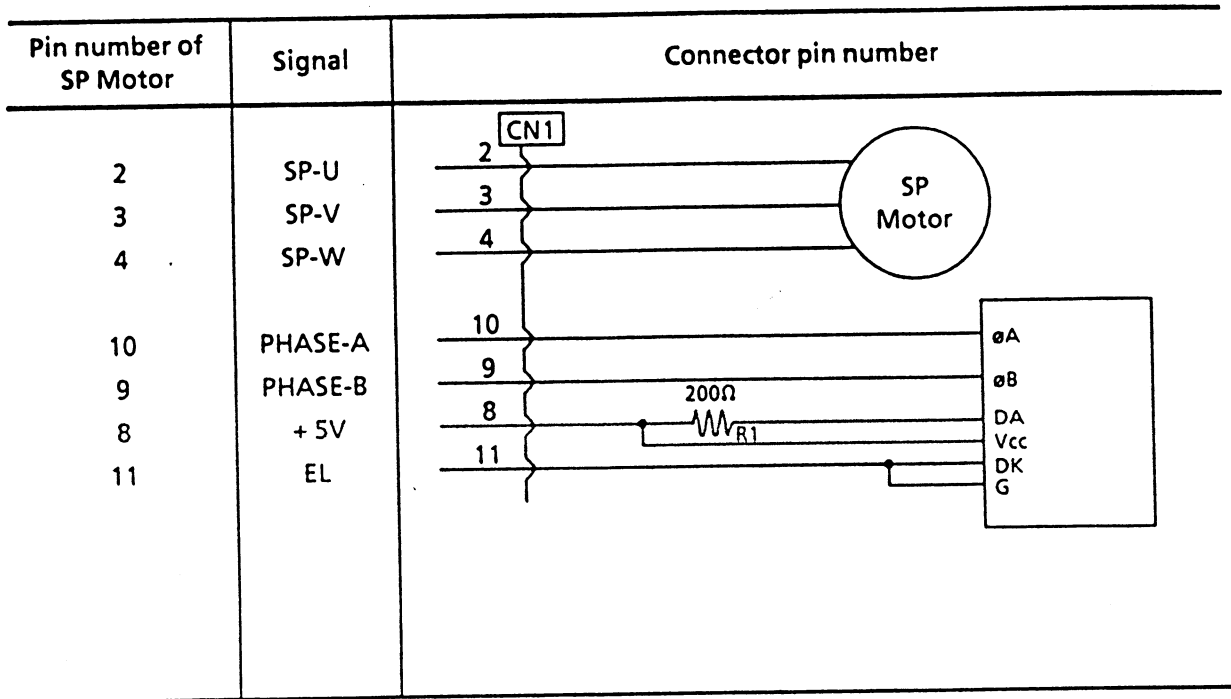 Pin number of
SP Motor
Signal
Connector pin number
CN1
2 SP-U 2
3 SP-V 3
4 SP-W 4
SP
Motor
10 PHASE-A 10 øA
9 PHASE-B 9 øB
200Ω
8 + 5V 8 R1 DA
Vcc
11 EL 11 DK
G